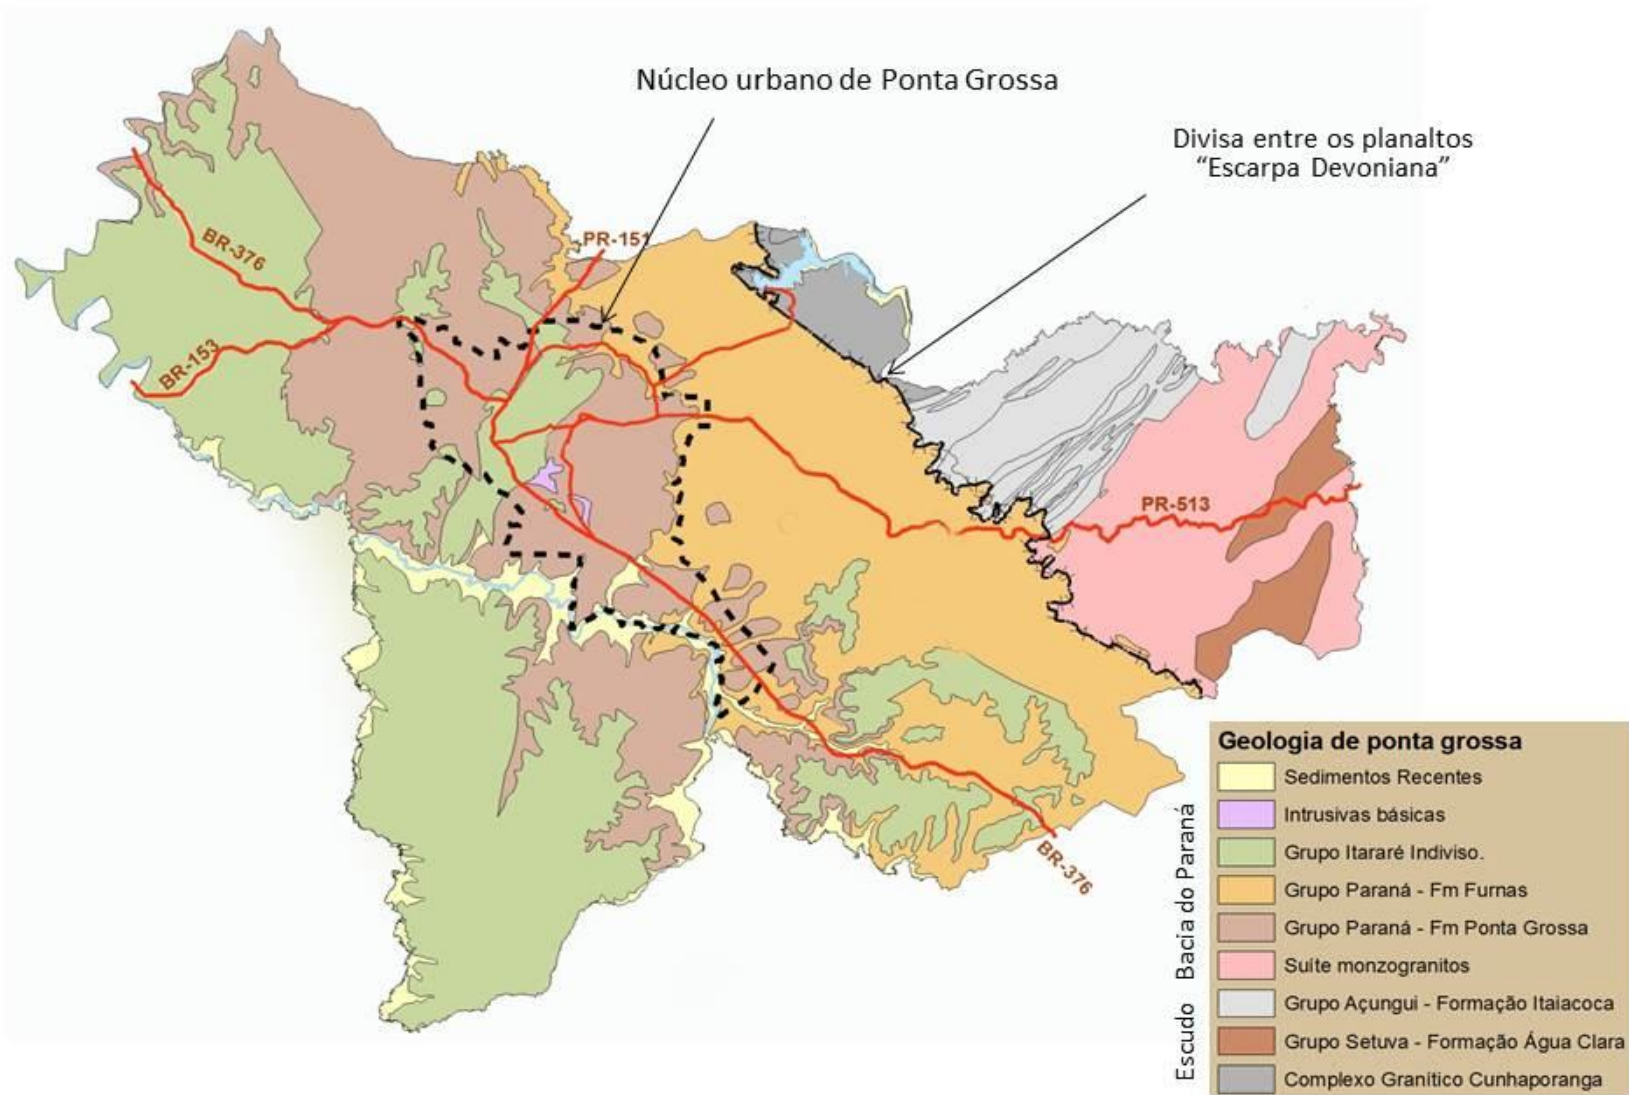 Núcleo urbano de Ponta Grossa
Divisa entre os planaltos
“Escarpa Devoniana”
PR-151
BR-376
BR-153
PR-513
BR-376
Geologia de ponta grossa
Sedimentos Recentes
Intrusivas básicas
Grupo Itararé Indiviso.
Grupo Paraná - Fm Furnas
Grupo Paraná - Fm Ponta Grossa
Suíte monzogranitos
Grupo Açungui - Formação Itaiacoca
Grupo Setuva - Formação Água Clara
Complexo Granítico Cunhaporanga
Bacia do Paraná
Escudo